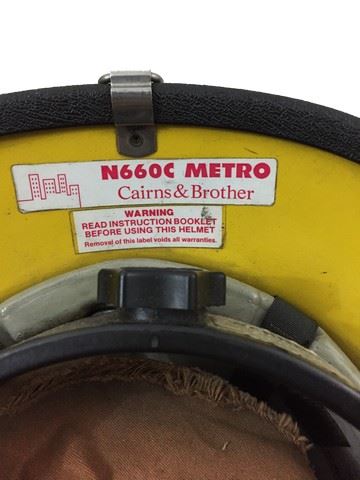 N660C METRO
Cairns & Brother
WARNING
READ INSTRUCTION BOOKLET
BEFORE USING THIS HELMET
Removal of this label voids all warranties.